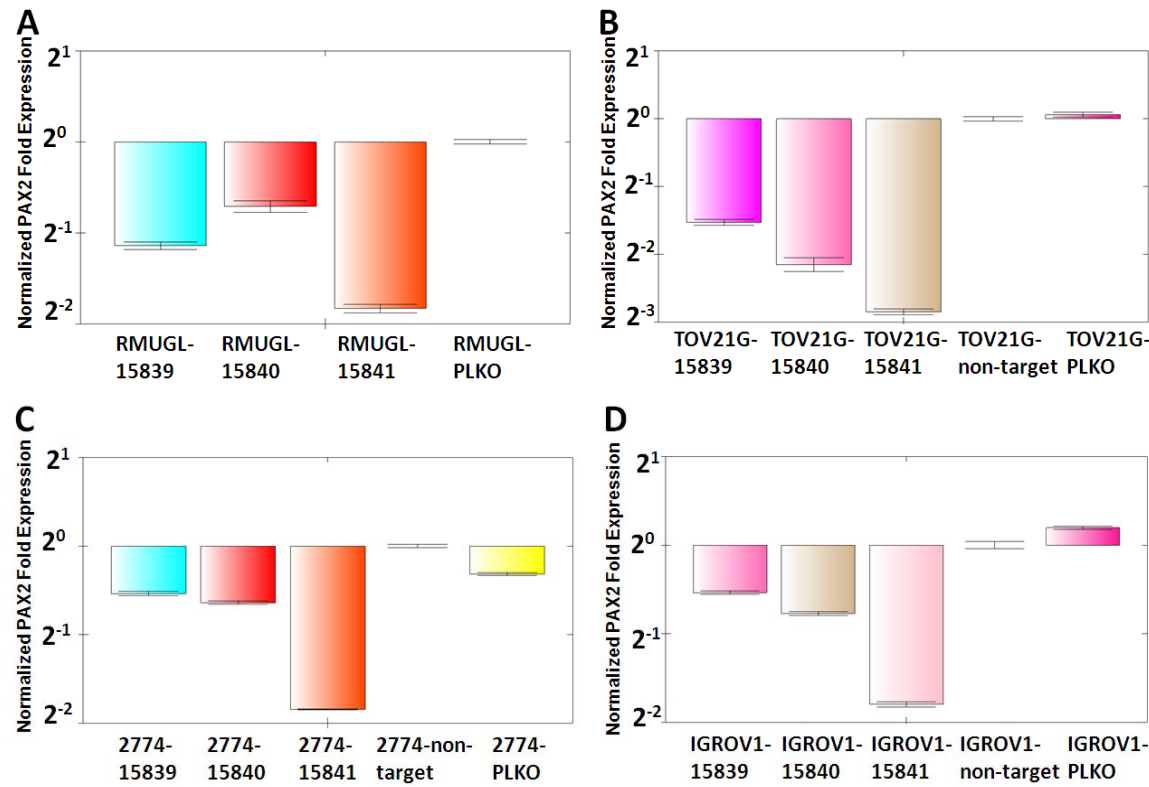 A
Normalized PAX2 Fold Expression
2^1
2^0
2^-1
2^-2
RMUGL-
15839
RMUGL-
15840
RMUGL-
15841
RMUGL-
PLKO
B
Normalized PAX2 Fold Expression
2^1
2^0
2^-1
2^-2
2^-3
TOV21G-
15839
TOV21G-
15840
TOV21G-
15841
TOV21G-
non-target
TOV21G-
PLKO
C
Normalized PAX2 Fold Expression
2^1
2^0
2^-1
2^-2
2774-
15839
2774-
15840
2774-
15841
2774-non-
target
2774-
PLKO
D
Normalized PAX2 Fold Expression
2^1
2^0
2^-1
2^-2
IGROV1-
15839
IGROV1-
15840
IGROV1-
15841
IGROV1-
non-target
IGROV1-
PLKO